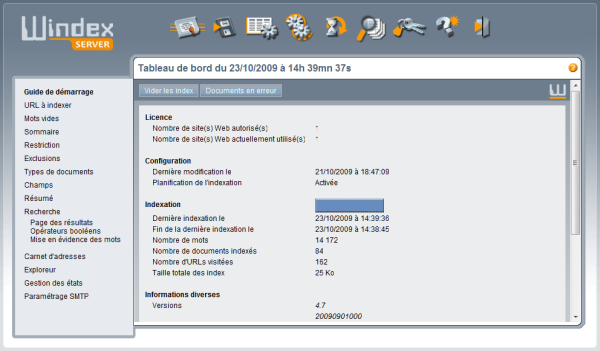 Windex
SERVER
Tableau de bord du 23/10/2009 à 14h 39mn 37s
?
Vider les index
Documents en erreur
Guide de démarrage
URL à indexer
Mots vides
Sommaire
Restriction
Exclusions
Types de documents
Champs
Résumé
Recherche
Page des résultats
Opérateurs booléens
Mise en évidence des mots
Carnet d'adresses
Exploreur
Gestion des états
Paramétrage SMTP
Licence
Nombre de site(s) Web autorisé(s) *
Nombre de site(s) Web actuellement utilisé(s) *
Configuration
Dernière modification le 21/10/2009 à 18:47:09
Planification de l'indexation Activée
Indexation
Dernière indexation le 23/10/2009 à 14:39:36
Fin de la dernière indexation le 23/10/2009 à 14:38:45
Nombre de mots 14 172
Nombre de documents indexés 84
Nombre d'URLs visitées 162
Taille totale des index 25 Ko
Informations diverses
Versions 4.7
20090901000